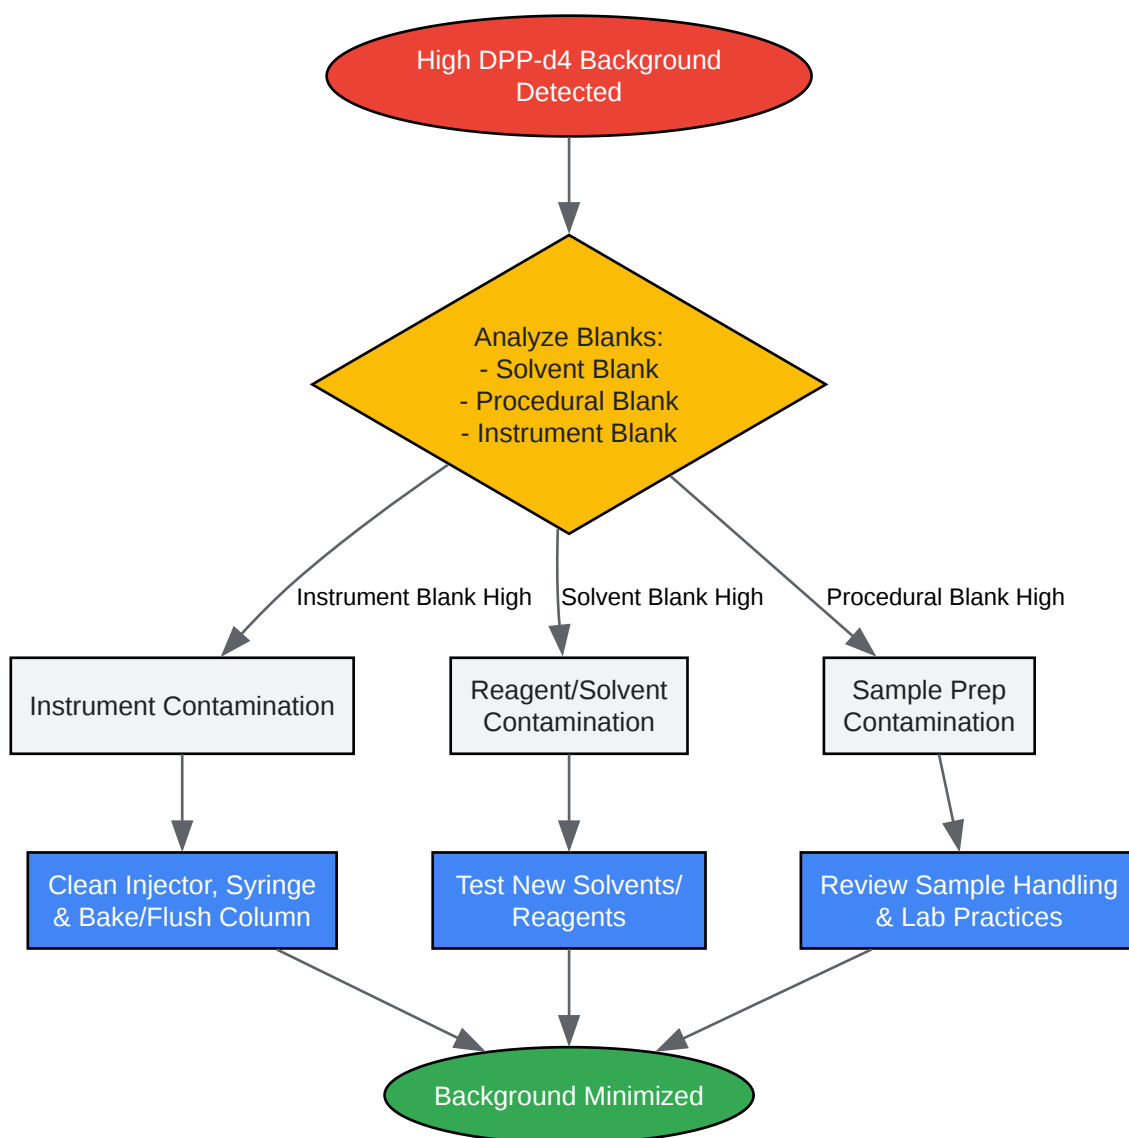 High DPP-d4 Background
Detected
Analyze Blanks:
- Solvent Blank
- Procedural Blank
- Instrument Blank
Instrument Blank High
Solvent Blank High
Procedural Blank High
Instrument Contamination
Reagent/Solvent
Contamination
Sample Prep
Contamination
Clean Injector, Syringe
& Bake/Flush Column
Test New Solvents/
Reagents
Review Sample Handling
& Lab Practices
Background Minimized